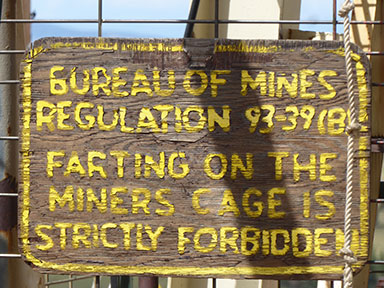 BUREAU OF MINES
REGULATION 93-39(B)
FARTING ON THE
MINERS CAGE IS
STRICTLY FORBIDDEN